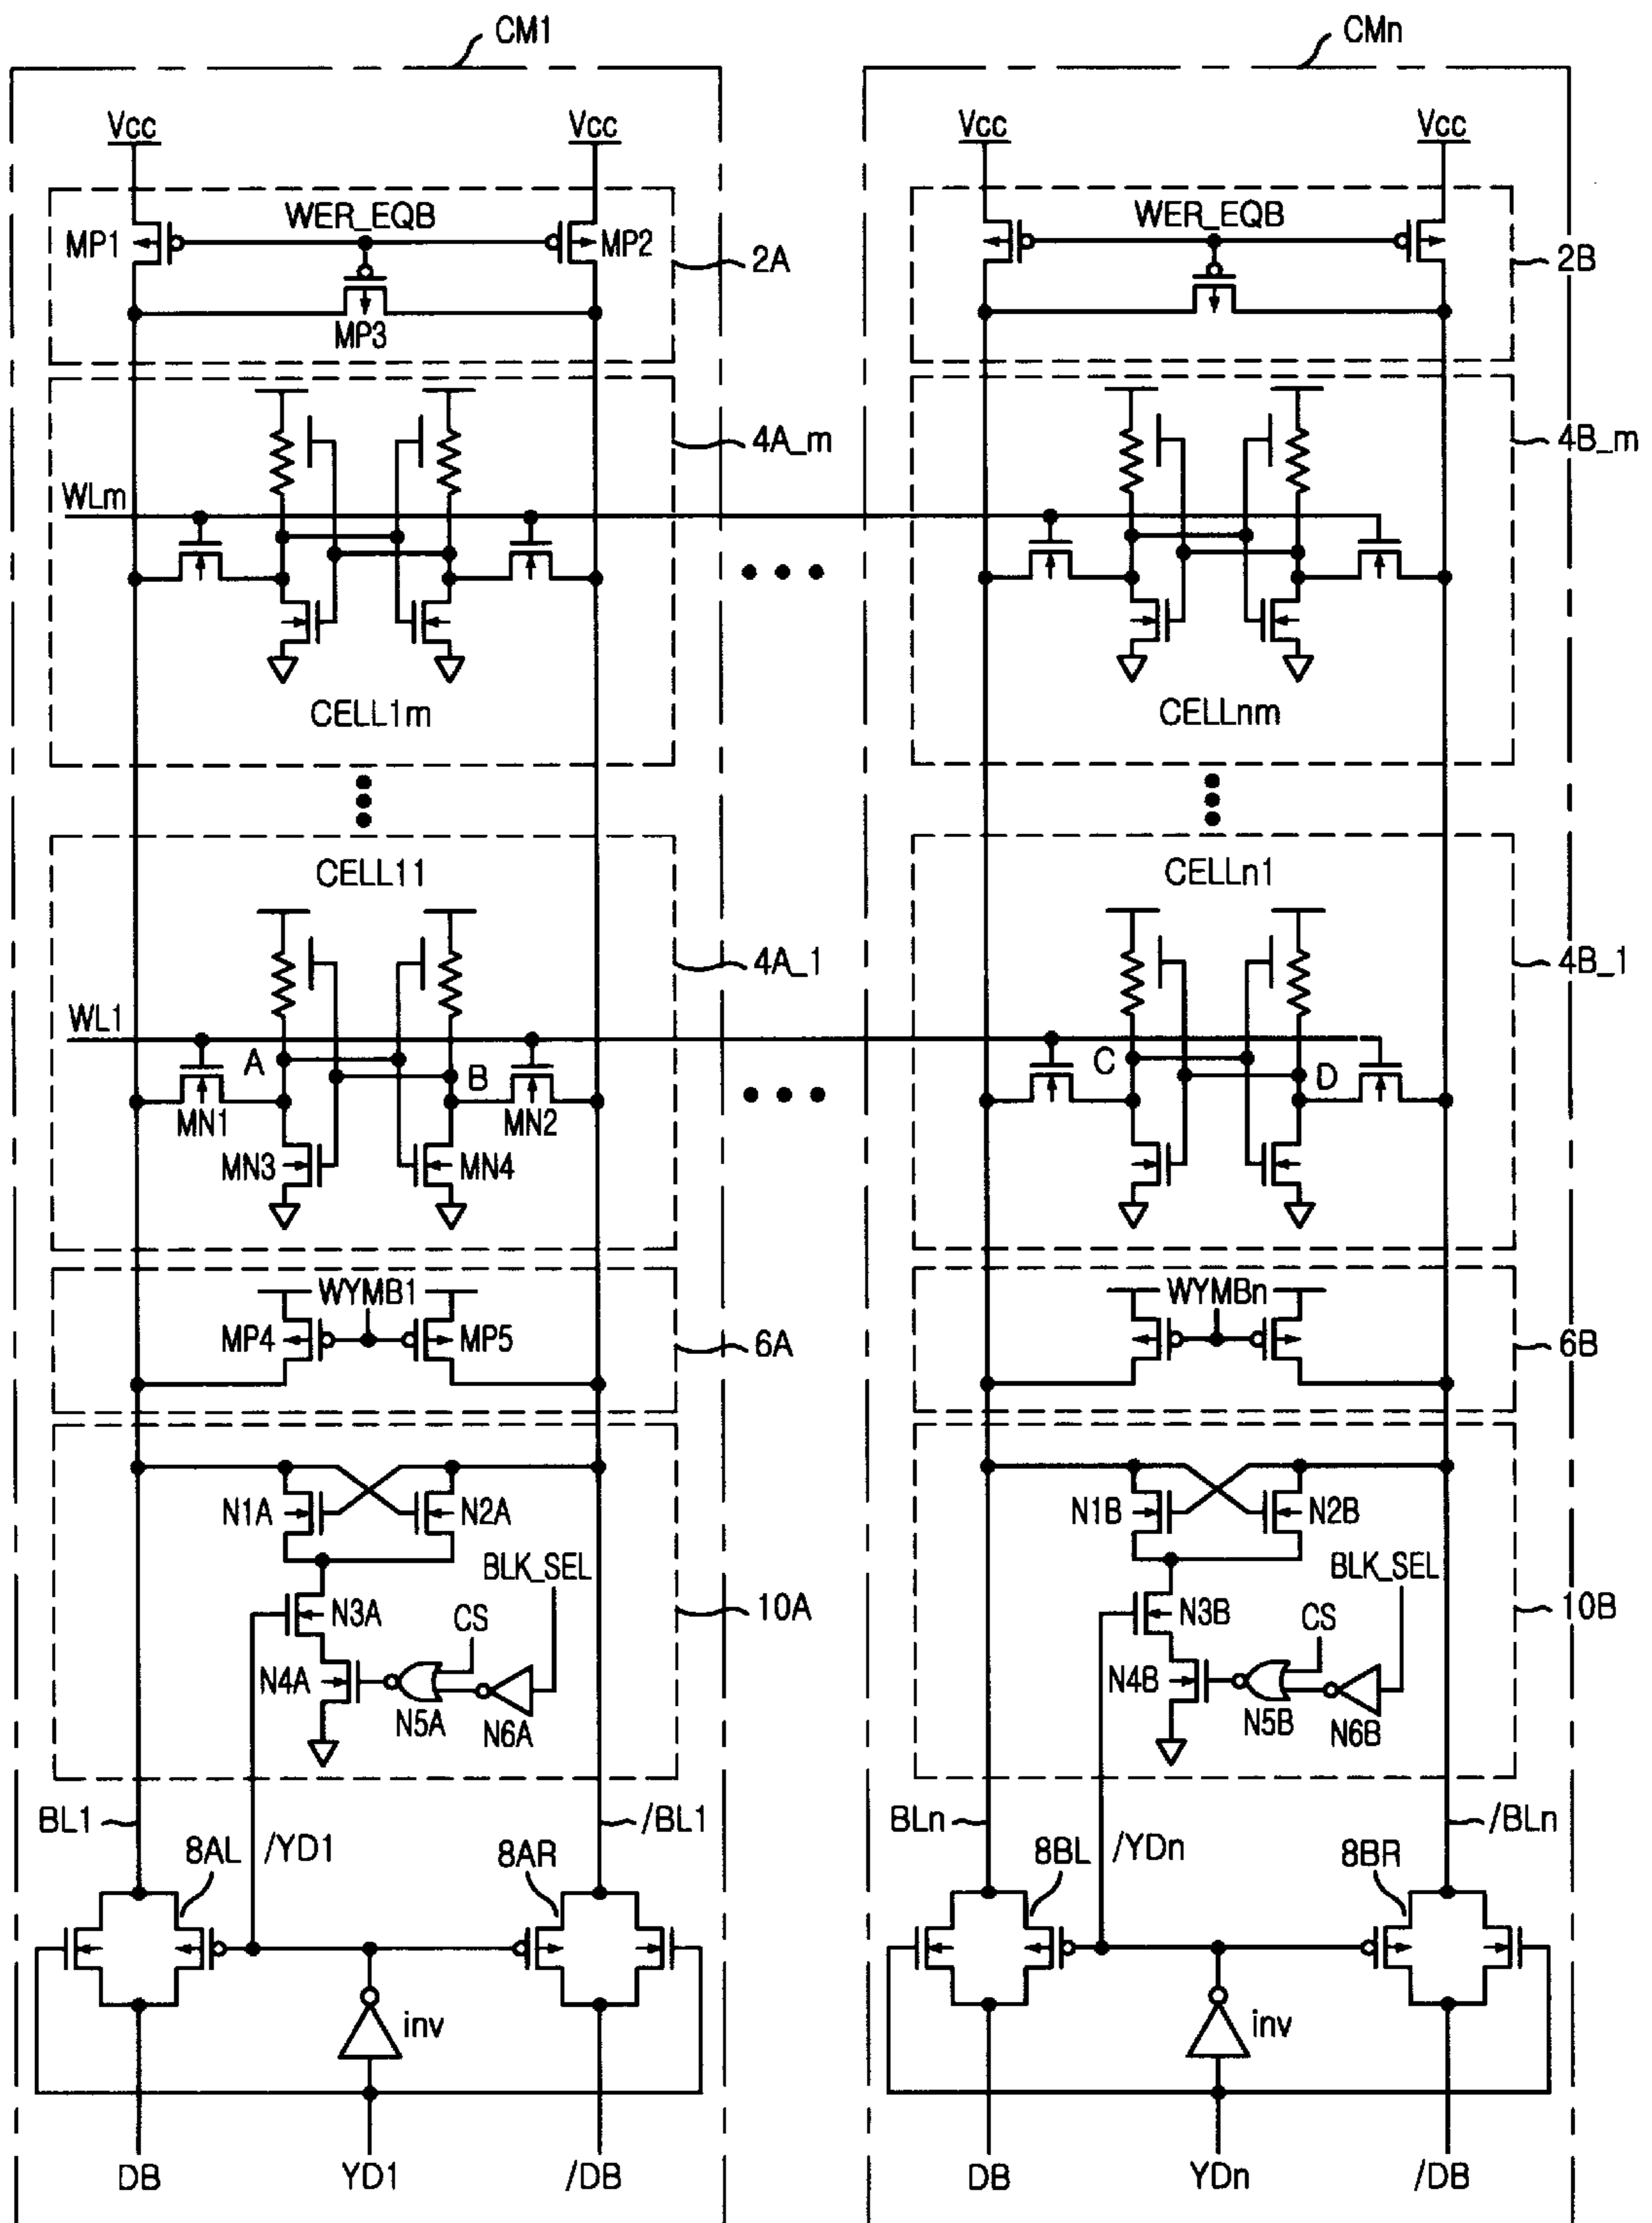 CM1 CMn
Vcc Vcc Vcc Vcc
WER_EQB WER_EQB
MP1 MP2 2A 2B
MP3
4A_m 4B_m
WLm
CELL1m CELLnm
CELL11 CELLn1
4A_1 4B_1
WL1
A B C D
MN1 MN2
MN3 MN4
WYMB1 WYMBn
MP4 MP5 6A 6B
N1A N2A N1B N2B
BLK_SEL BLK_SEL
N3A CS 10A N3B CS 10B
N4A N4B
N5A N6A N5B N6B
BL1 /BL1 BLn /BLn
8AL /YD1 8AR 8BL /YDn 8BR
inv inv
DB YD1 /DB DB YDn /DB